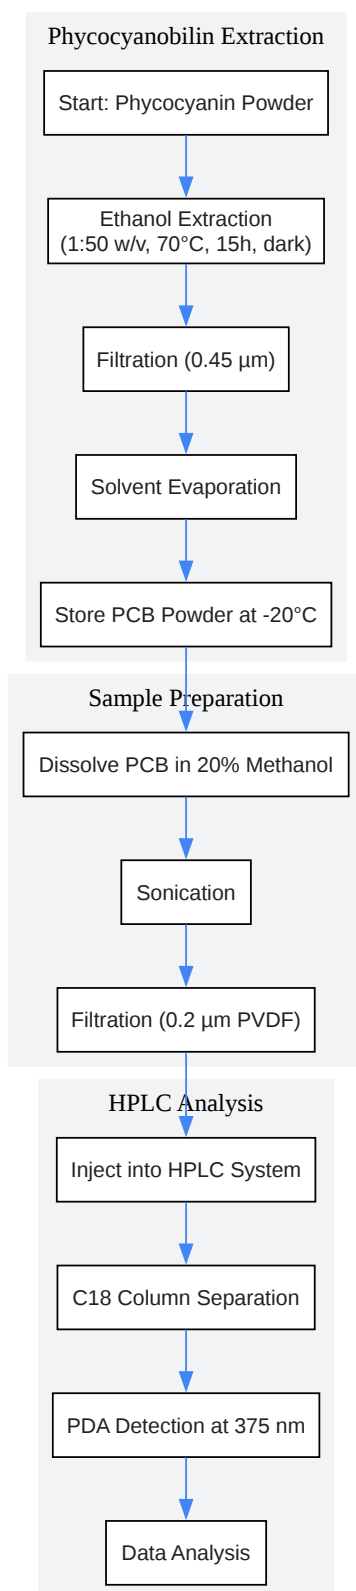 Phycocyanobilin Extraction
Start: Phycocyanin Powder
Ethanol Extraction
(1:50 w/v, 70°C, 15h, dark)
Filtration (0.45 µm)
Solvent Evaporation
Store PCB Powder at -20°C
Sample Preparation
Dissolve PCB in 20% Methanol
Sonication
Filtration (0.2 µm PVDF)
HPLC Analysis
Inject into HPLC System
C18 Column Separation
PDA Detection at 375 nm
Data Analysis